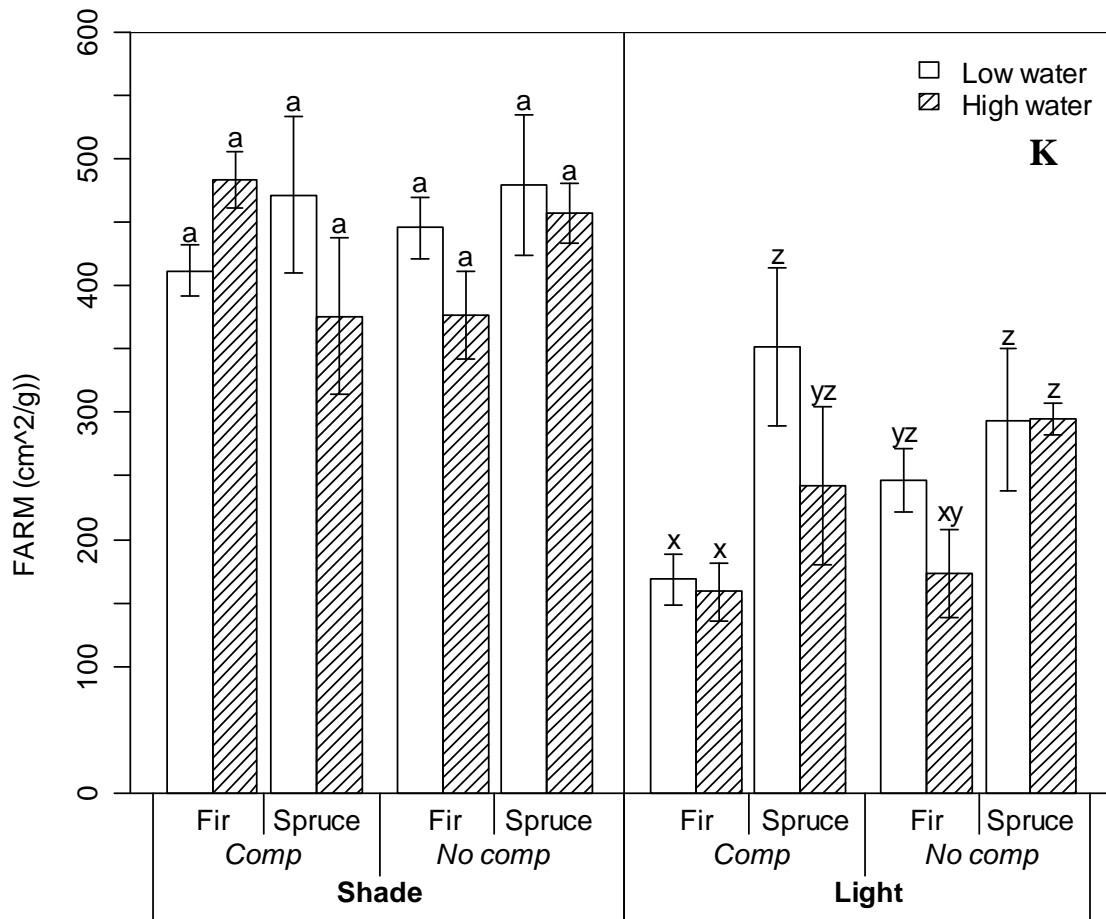 600
500
400
300
200
100
0
FARM (cm^2/g))
Low water
High water
K
a a a a a a a a
x x z yz yz xy z z
Fir Spruce Fir Spruce Fir Spruce Fir Spruce
Comp No comp Comp No comp
Shade Light